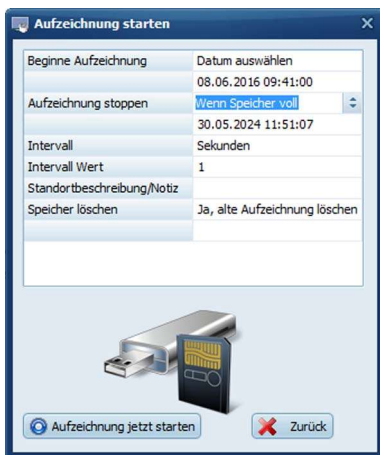 Aufzeichnung starten
Beginne Aufzeichnung Datum auswählen
08.06.2016 09:41:00
Aufzeichnung stoppen Wenn Speicher voll
30.05.2024 11:51:07
Intervall Sekunden
Intervall Wert 1
Standortbeschreibung/Notiz
Speicher löschen Ja, alte Aufzeichnung löschen
Aufzeichnung jetzt starten Zurück